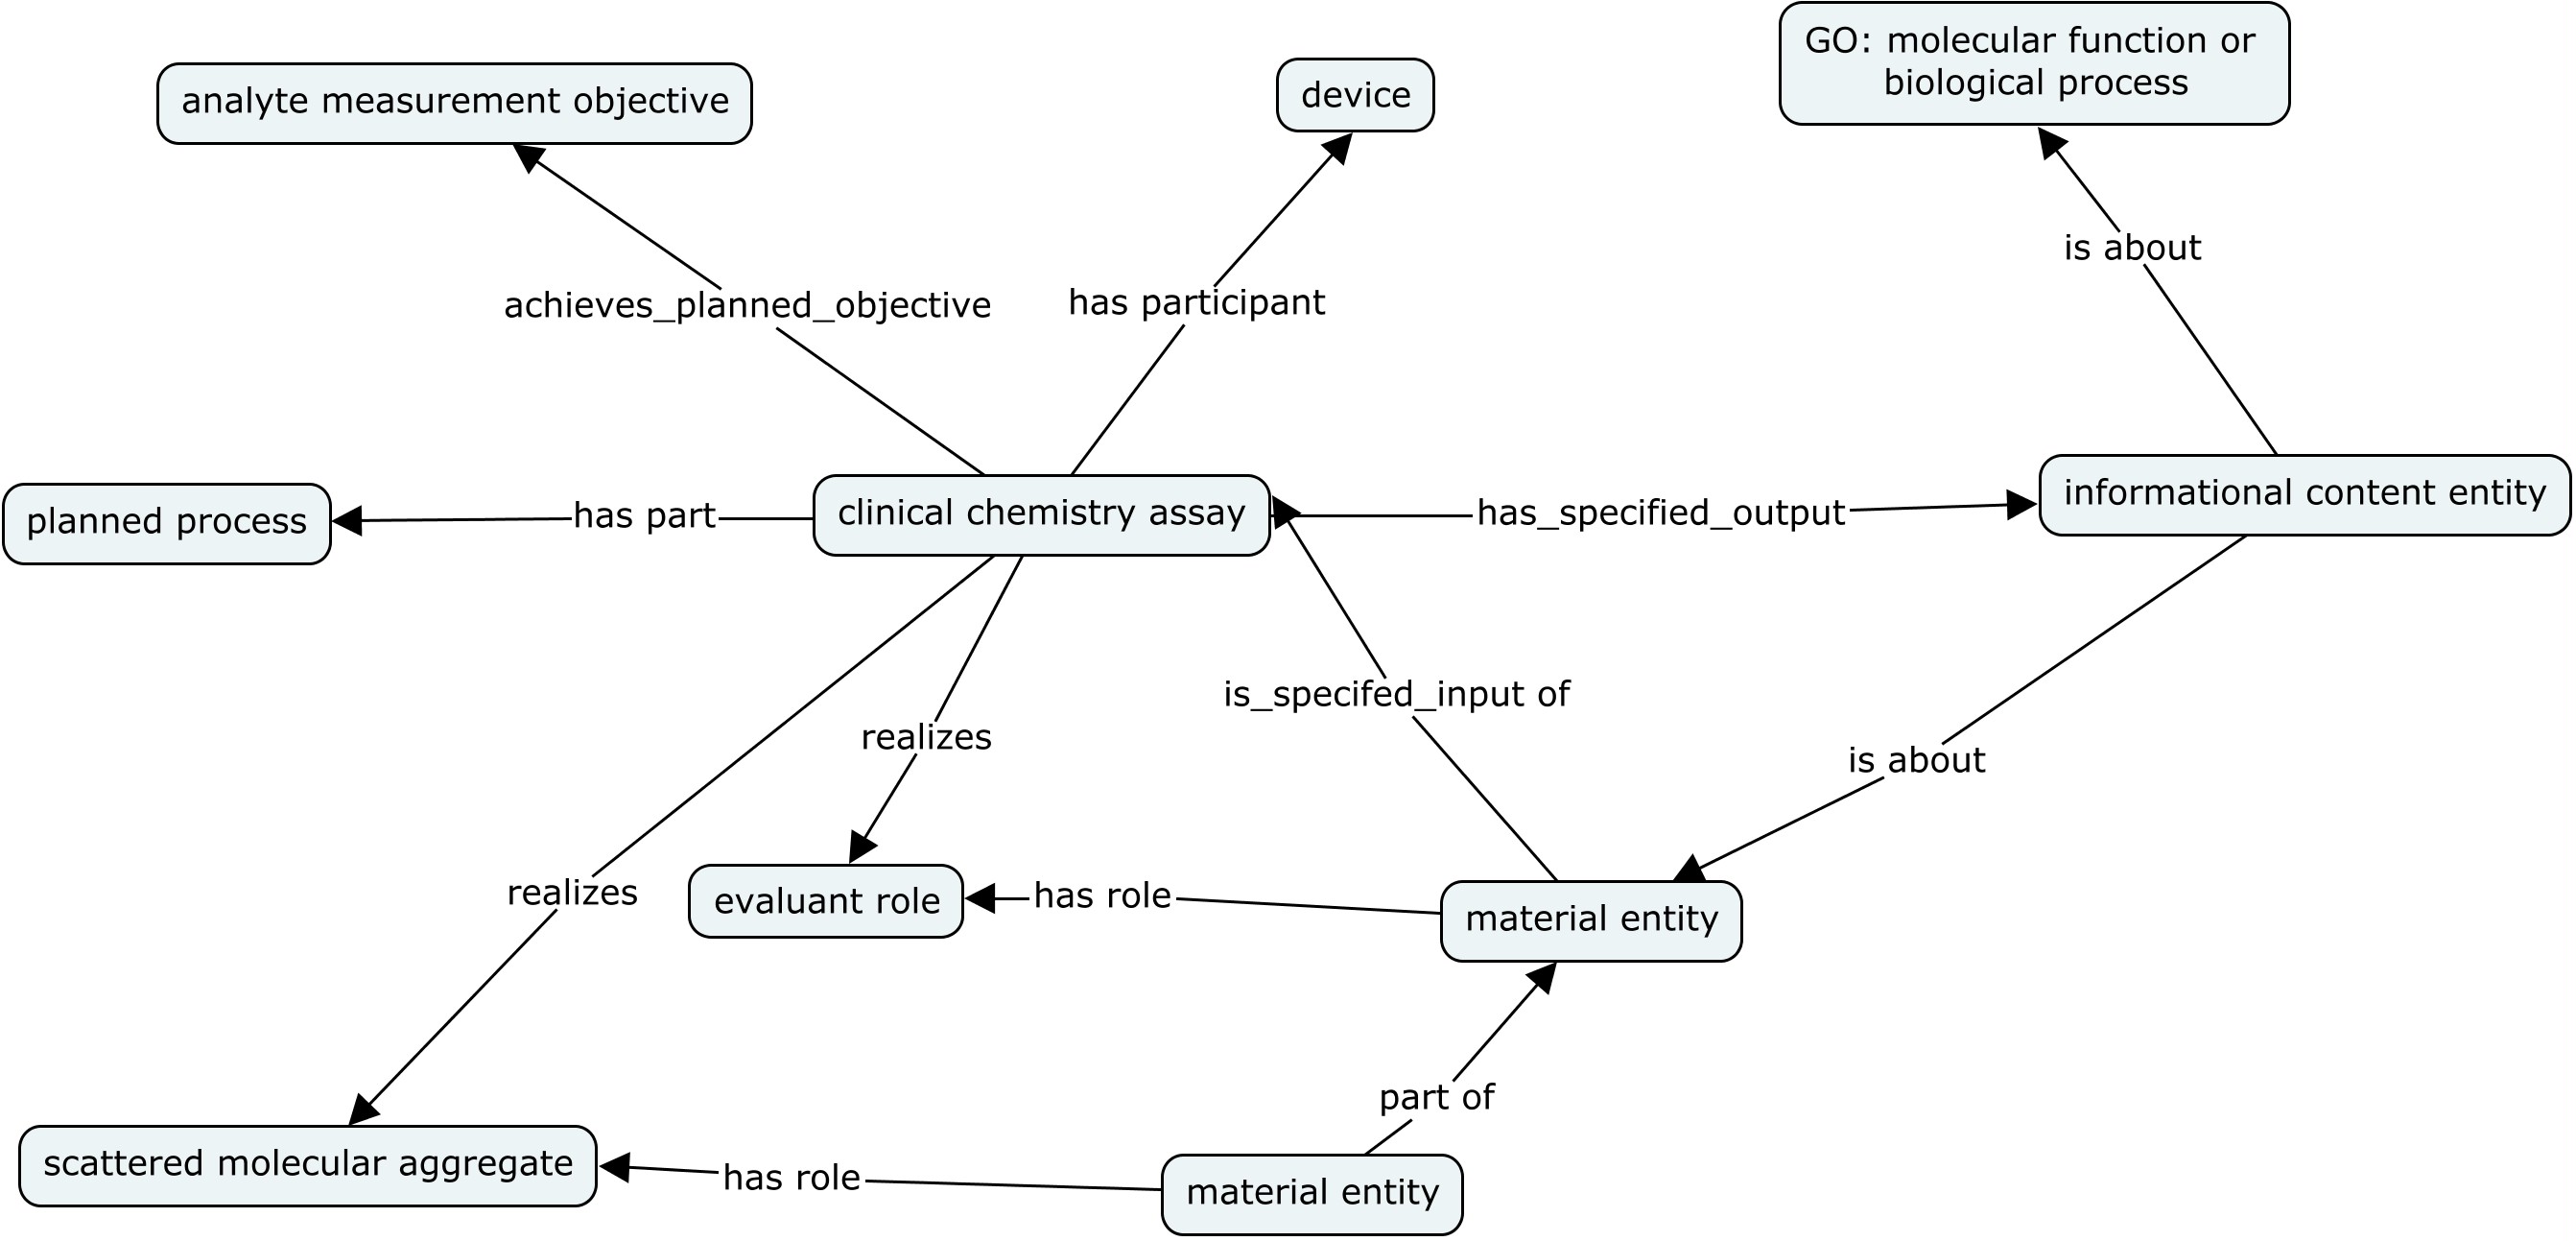 GO: molecular function or
biological process
analyte measurement objective
device
is about
achieves_planned_objective
has participant
planned process
has part
clinical chemistry assay
has_specified_output
informational content entity
is_specifed_input of
realizes
is about
realizes
evaluant role
has role
material entity
part of
scattered molecular aggregate
has role
material entity